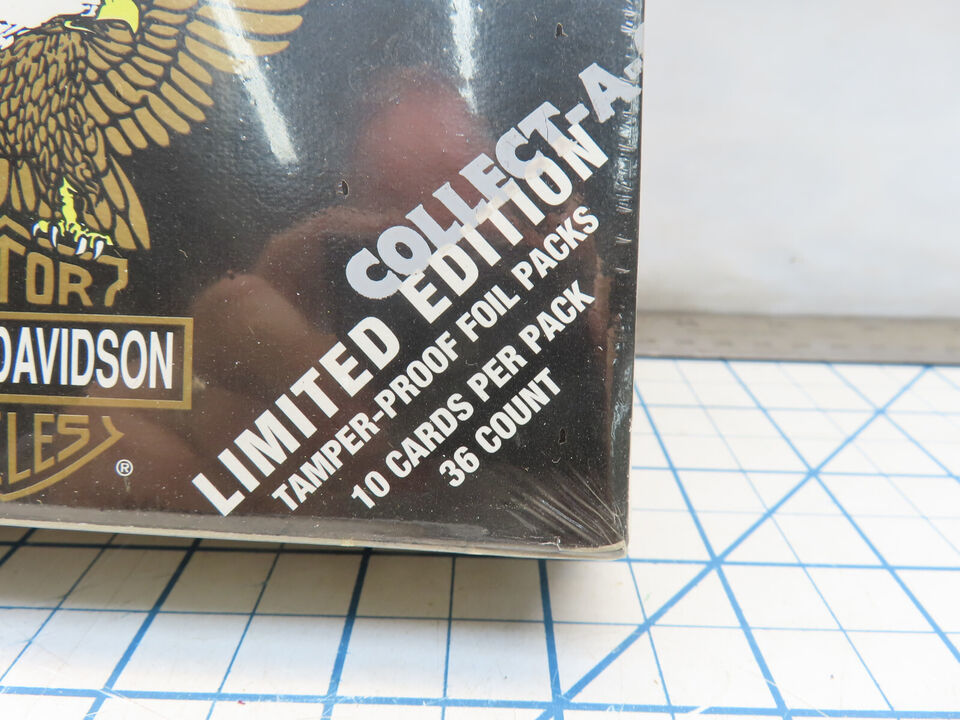 TOR
DAVIDSON
LES
®
COLLECT-A
LIMITED EDITION
TAMPER-PROOF FOIL PACKS
10 CARDS PER PACK
36 COUNT